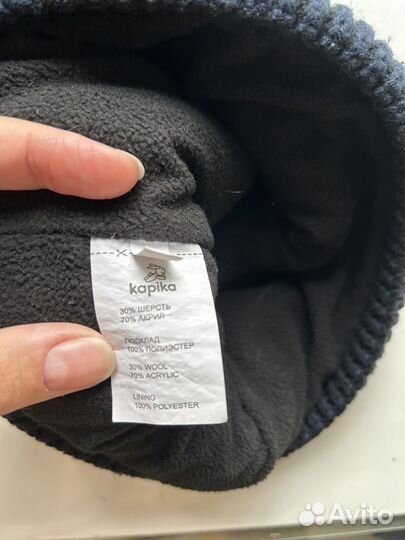 kapika
30% ШЕРСТЬ
70% АКРИЛ
ПОДКЛАД
100% ПОЛИЭСТЕР
30% WOOL
70% ACRYLIC
LINING
100% POLYESTER
Avito